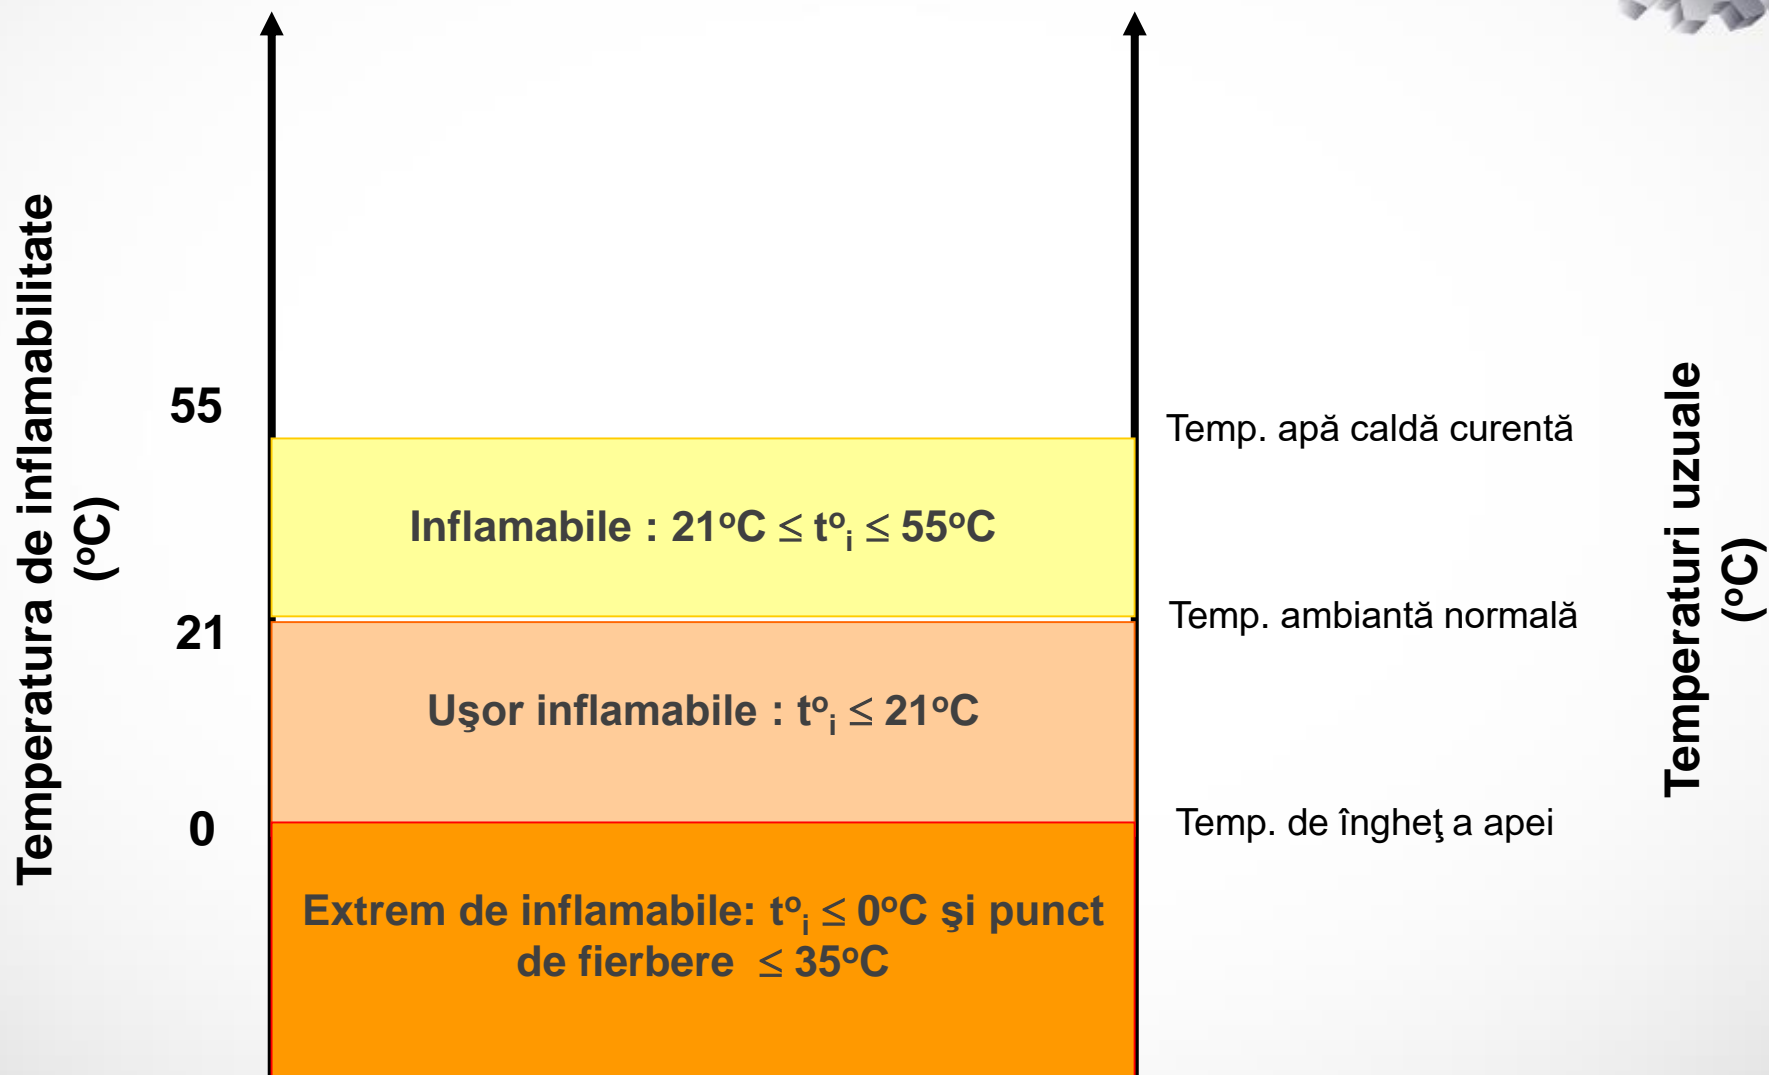 Temperatura de inflamabilitate
(°C)
55
21
0
Inflamabile : 21°C ≤ t°ᵢ ≤ 55°C
Uşor inflamabile : t°ᵢ ≤ 21°C
Extrem de inflamabile: t°ᵢ ≤ 0°C şi punct
de fierbere ≤ 35°C
Temp. apă caldă curentă
Temp. ambiantă normală
Temp. de îngheţ a apei
Temperaturi uzuale
(°C)